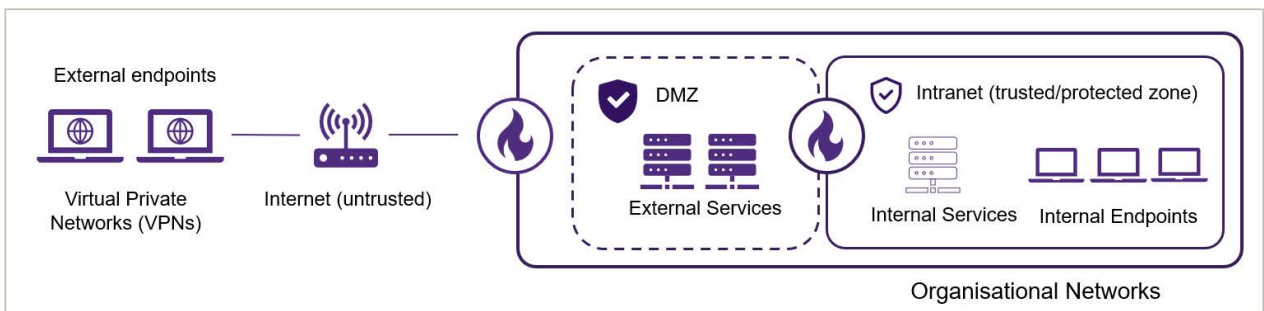 External endpoints
Virtual Private
Networks (VPNs)
Internet (untrusted)
DMZ
External Services
Intranet (trusted/protected zone)
Internal Services
Internal Endpoints
Organisational Networks